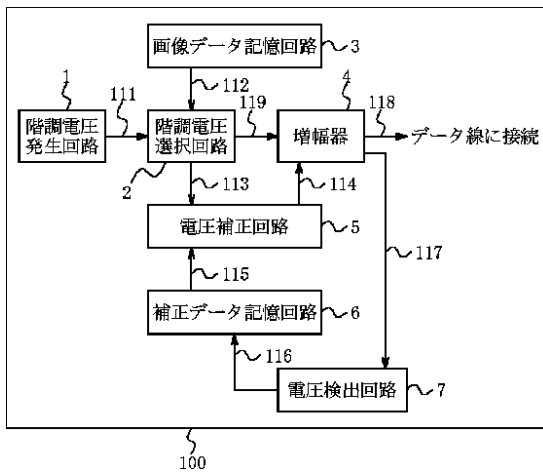 画像データ記憶回路
3
112
1
111
階調電圧
発生回路
階調電圧
選択回路
2
119
4
増幅器
118
データ線に接続
113
114
電圧補正回路
5
117
115
補正データ記憶回路
6
116
電圧検出回路
7
100